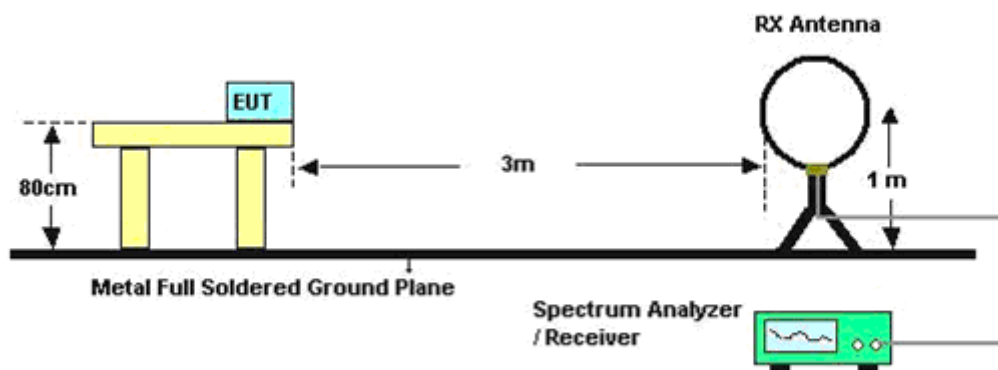 RX Antenna
EUT
80cm
3m
1 m
Metal Full Soldered Ground Plane
Spectrum Analyzer
/ Receiver